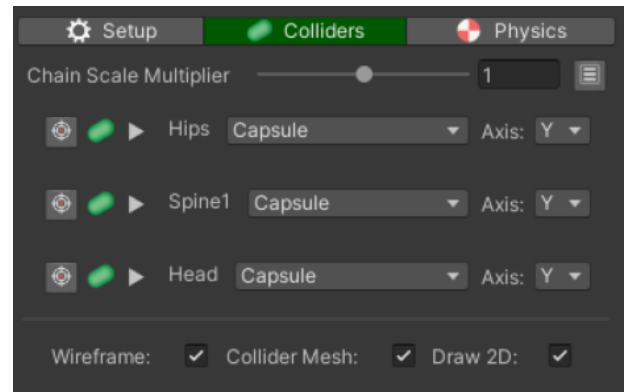 Setup Colliders Physics
Chain Scale Multiplier 1
Hips Capsule Axis: Y
Spine1 Capsule Axis: Y
Head Capsule Axis: Y
Wireframe: Collider Mesh: Draw 2D: